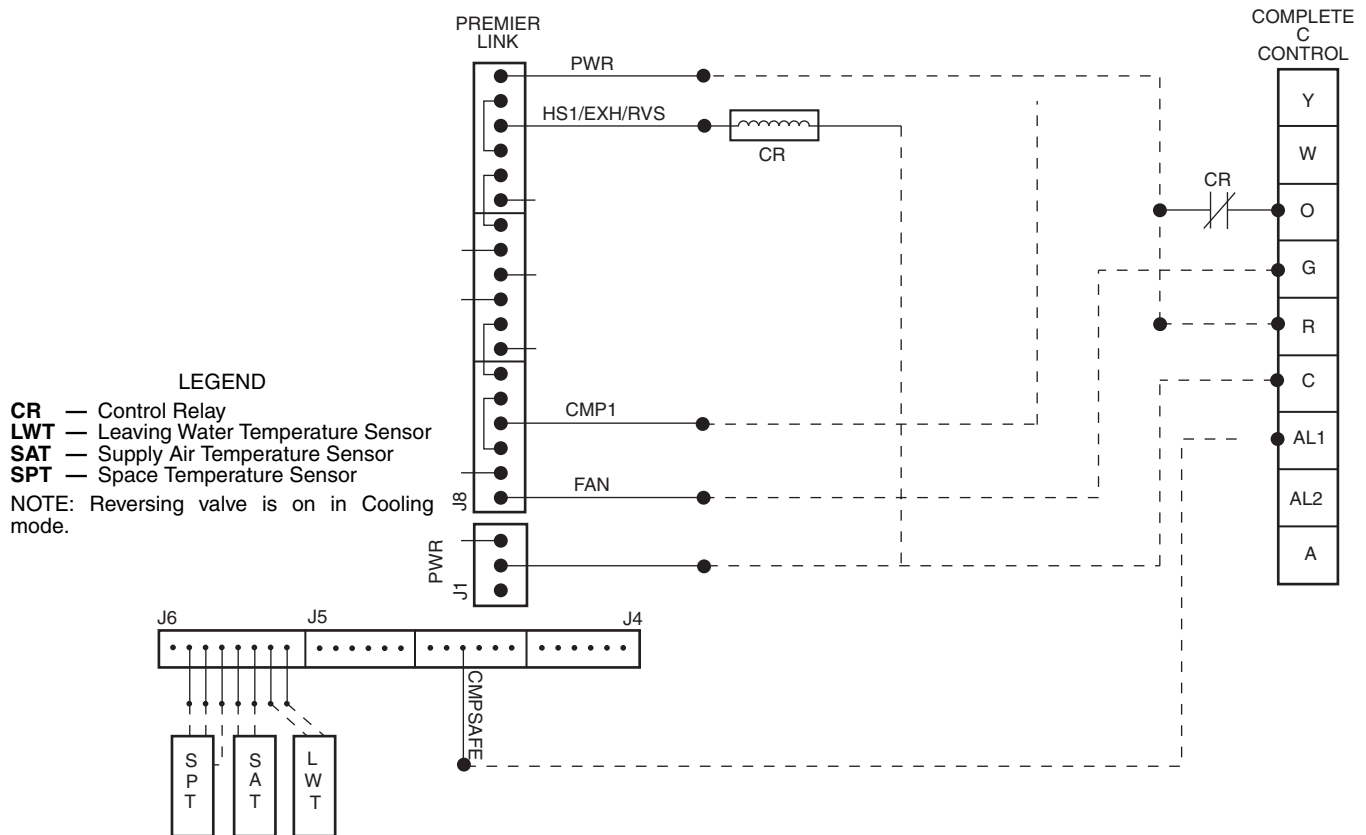 PREMIER
LINK
COMPLETE
C
CONTROL
PWR
HS1/EXH/RVS
CR
CR
Y
W
O
G
R
C
AL1
AL2
A
LEGEND
CR — Control Relay
LWT — Leaving Water Temperature Sensor
SAT — Supply Air Temperature Sensor
SPT — Space Temperature Sensor
NOTE: Reversing valve is on in Cooling
mode.
CMP1
FAN
J8
PWR
J1
J6
J5
J4
CMPSAFE
SPT
SAT
LWT